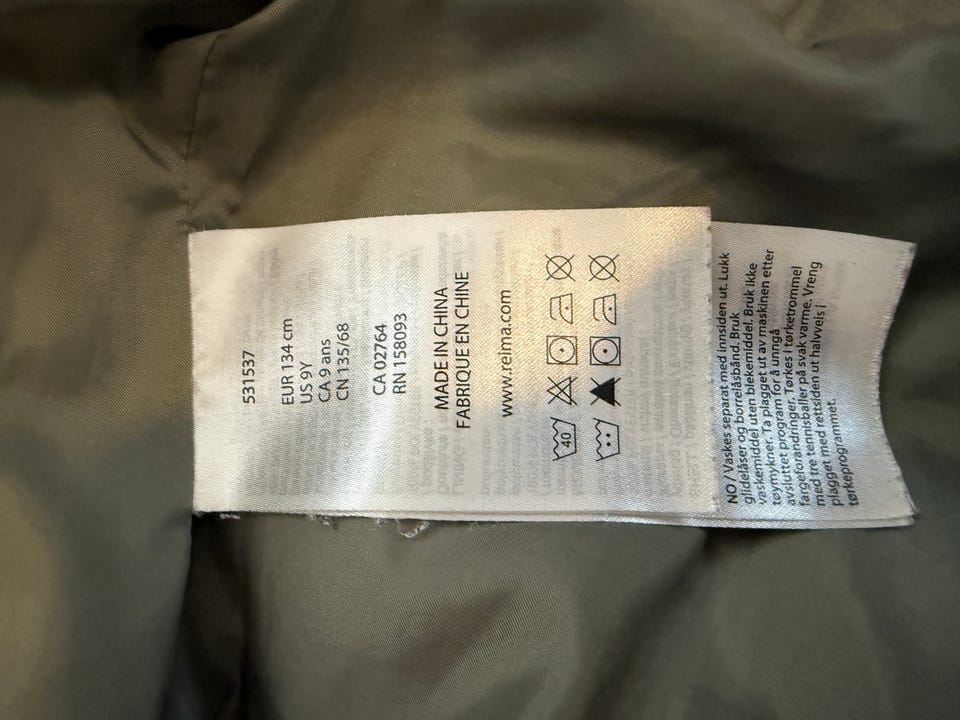 531537
EUR 134 cm
US 9Y
CA 9 ans
CN 135/68
CA 02764
RN 158093
MADE IN CHINA
FABRIQUE EN CHINE
www.reima.com
40
NO / Vaskes separat med innsiden ut. Lukk
glidelåser og borrelåsbånd. Bruk
vaskemiddel uten blekemiddel. Bruk ikke
tøymykner. Ta plagget ut av maskinen etter
avsluttet program for å unngå
fargeforandringer. Tørkes i tørketrommel
med tre tennisballer på svak varme. Vreng
plagget med rettsiden ut halvvels i
tørkeprogrammet.